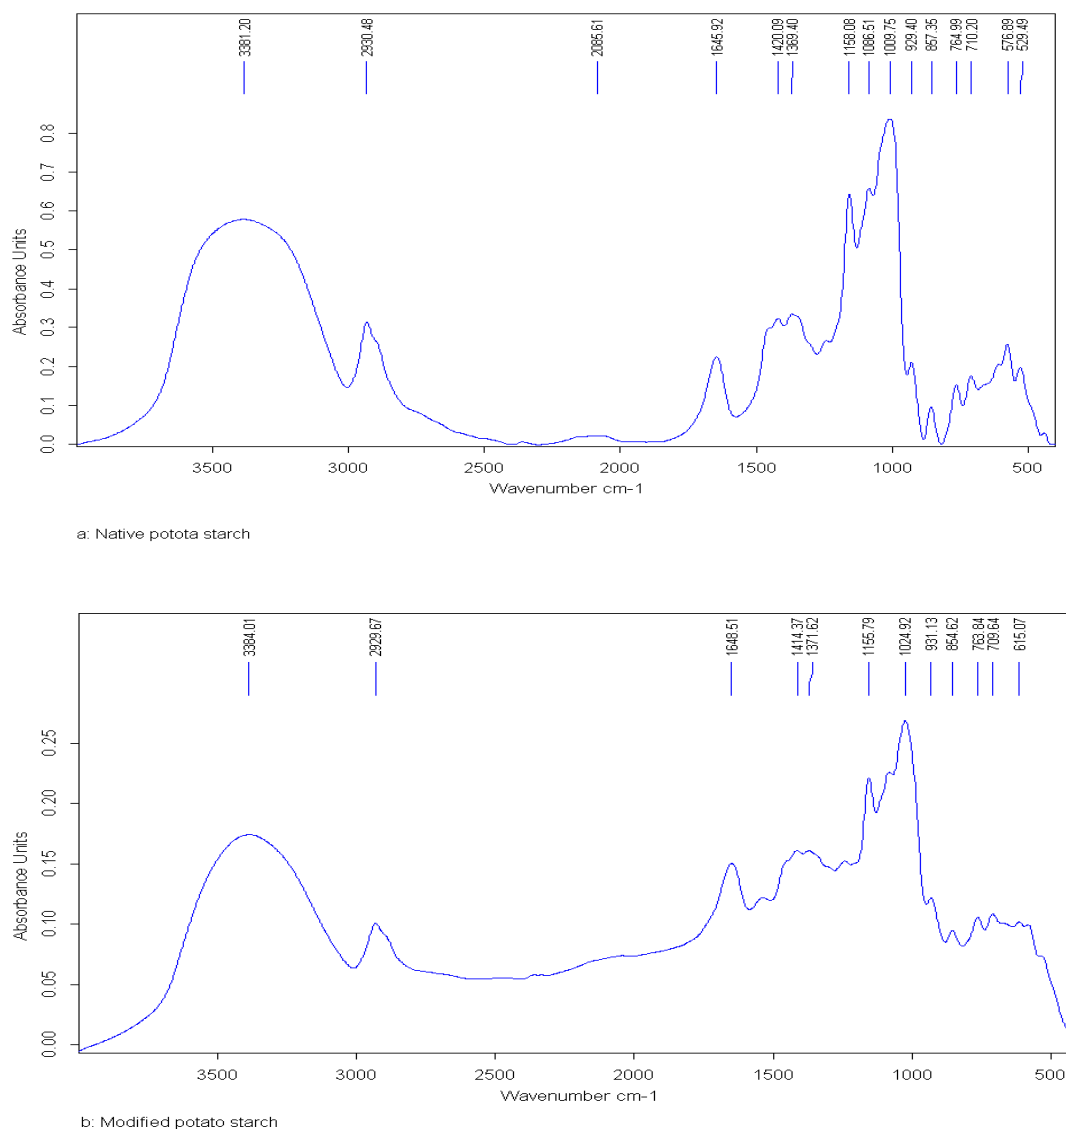 3381.20 2930.48 2085.61 1645.92 1420.09 1369.40 1158.08 1086.51 1009.75 929.40 857.35 764.99 710.20 576.89 529.49
Absorbance Units
0.8
0.7
0.6
0.5
0.4
0.3
0.2
0.1
0.0
3500 3000 2500 2000 1500 1000 500
Wavenumber cm-1
a: Native potota starch
3384.01 2929.67 1648.51 1414.37 1371.62 1155.79 1024.92 931.13 854.62 763.84 709.64 615.07
Absorbance Units
0.25
0.20
0.15
0.10
0.05
0.00
3500 3000 2500 2000 1500 1000 500
Wavenumber cm-1
b: Modified potato starch